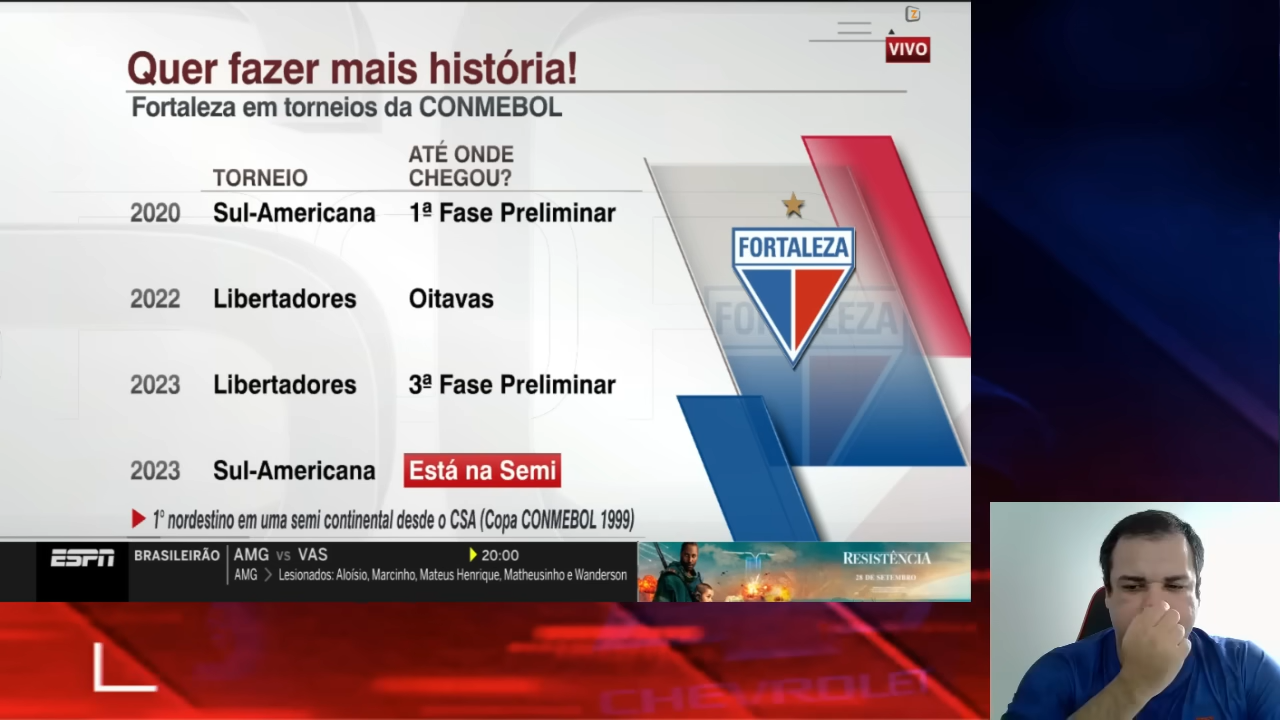 VIVO
Quer fazer mais história!
Fortaleza em torneios da CONMEBOL
TORNEIO ATÉ ONDE CHEGOU?
2020 Sul-Americana 1ª Fase Preliminar
2022 Libertadores Oitavas
2023 Libertadores 3ª Fase Preliminar
2023 Sul-Americana Está na Semi
1° nordestino em uma semi continental desde o CSA (Copa CONMEBOL 1999)
FORTALEZA
ESPN BRASILEIRÃO AMG vs VAS 20:00
AMG > Lesionados: Aloísio, Marcinho, Mateus Henrique, Matheusinho e Wanderson
RESISTÊNCIA
28 DE SETEMBRO
CHEVROLET